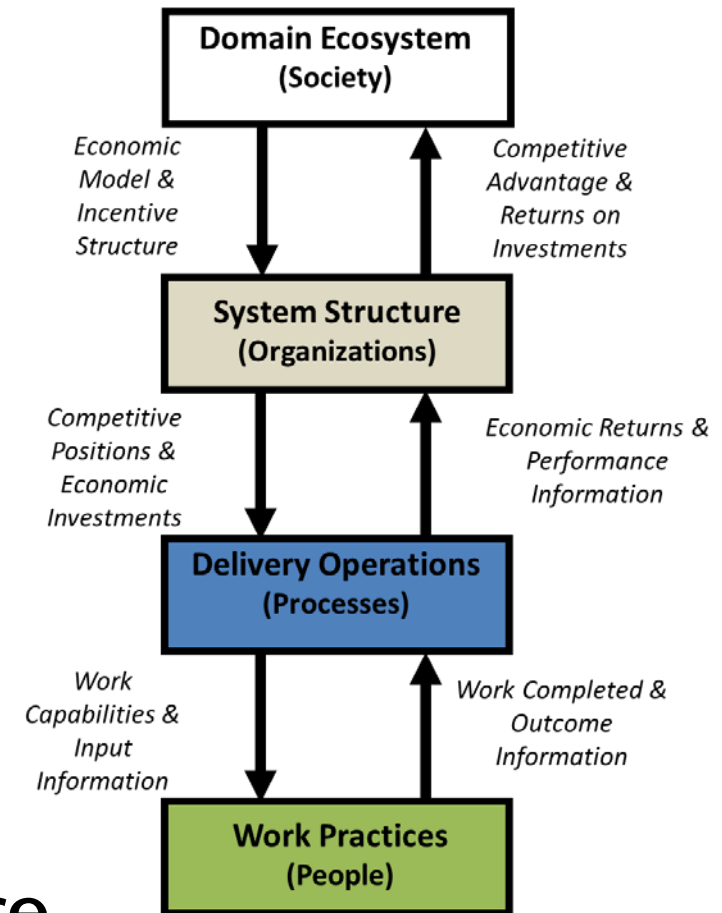 Domain Ecosystem
(Society)
Economic
Model &
Incentive
Structure
Competitive
Advantage &
Returns on
Investments
System Structure
(Organizations)
Competitive
Positions &
Economic
Investments
Economic Returns &
Performance
Information
Delivery Operations
(Processes)
Work
Capabilities &
Input
Information
Work Completed &
Outcome
Information
Work Practices
(People)